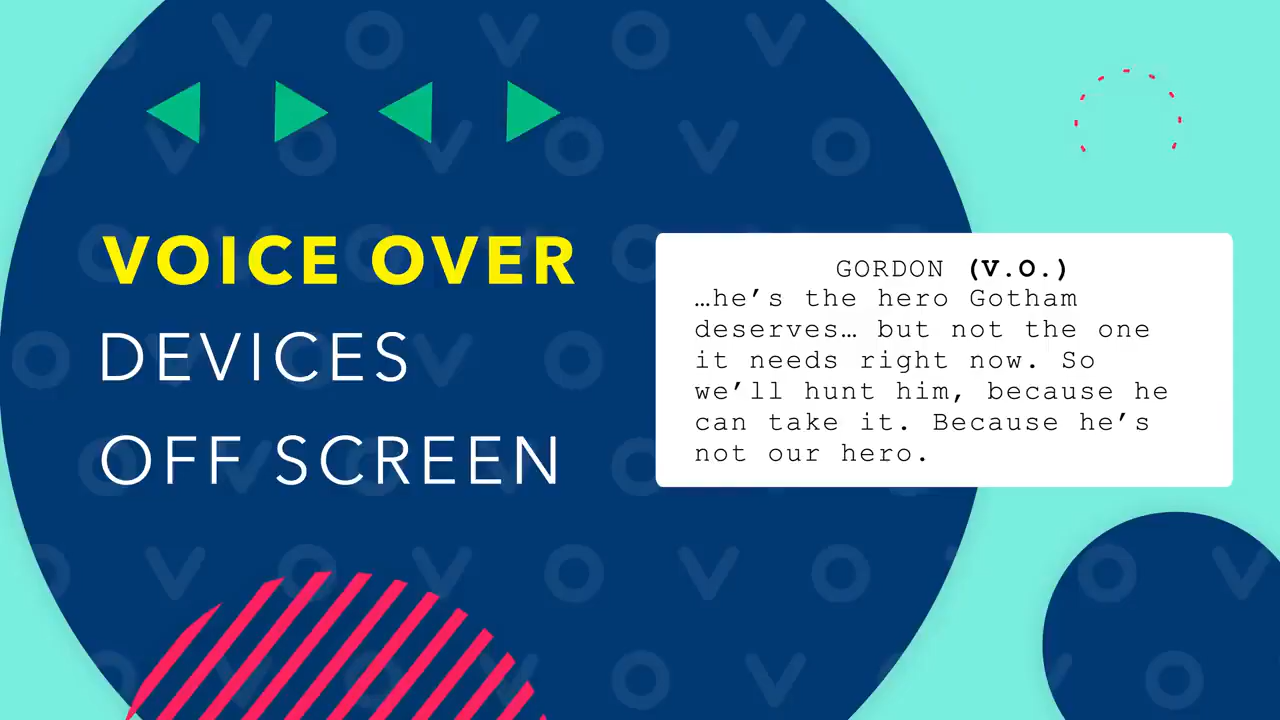 VOICE OVER
DEVICES
OFF SCREEN
GORDON (V.O.)
…he’s the hero Gotham
deserves… but not the one
it needs right now. So
we’ll hunt him, because he
can take it. Because he’s
not our hero.